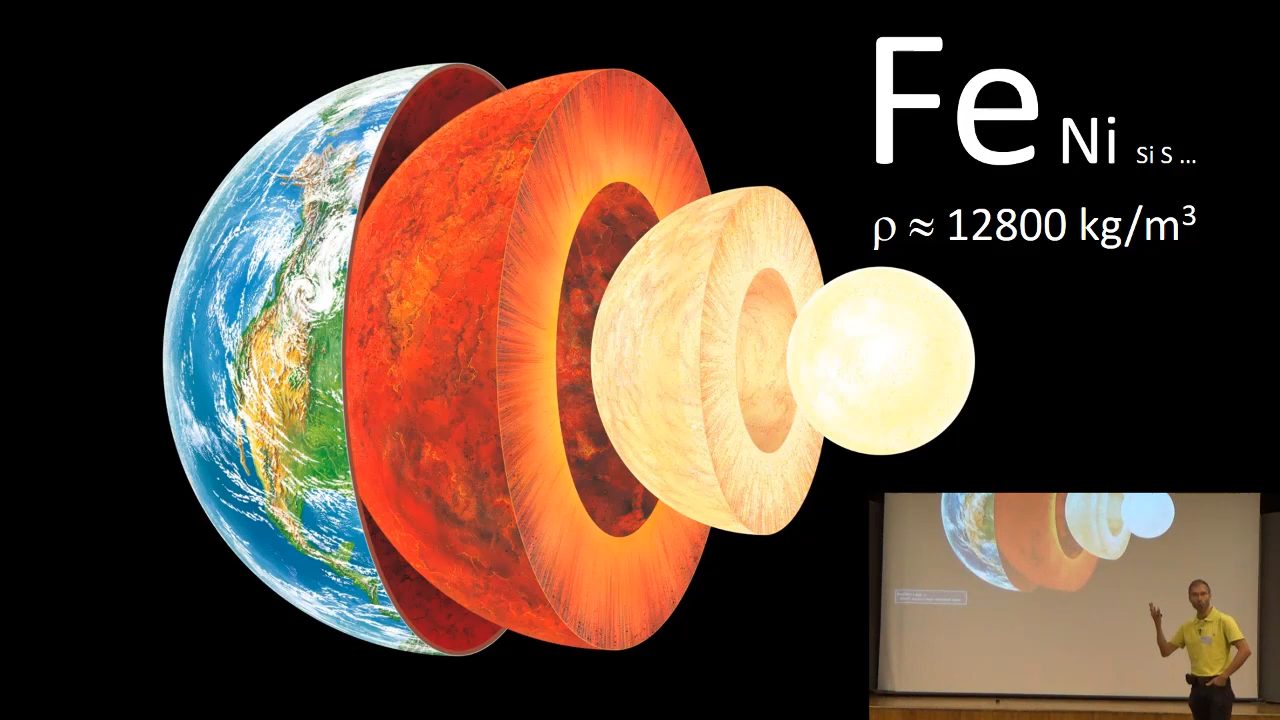 Fe Ni Si S ...
ρ ≈ 12800 kg/m³